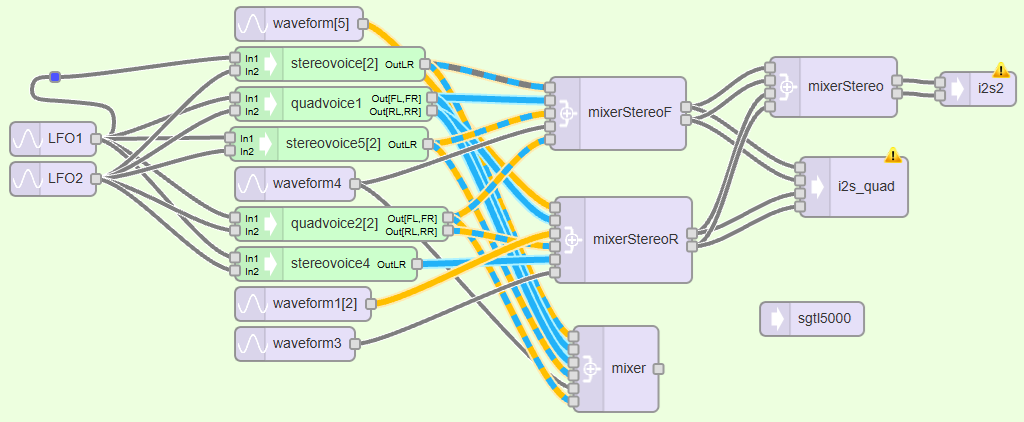 waveform[5]
In1
In2
stereovoice[2]
OutLR
In1
In2
quadvoice1
Out[FL,FR]
Out[RL,RR]
In1
In2
stereovoice5[2]
OutLR
LFO1
LFO2
waveform4
In1
In2
quadvoice2[2]
Out[FL,FR]
Out[RL,RR]
In1
In2
stereovoice4
OutLR
waveform1[2]
waveform3
mixerStereoF
mixerStereoR
mixer
mixerStereo
i2s2
i2s_quad
sgtl5000